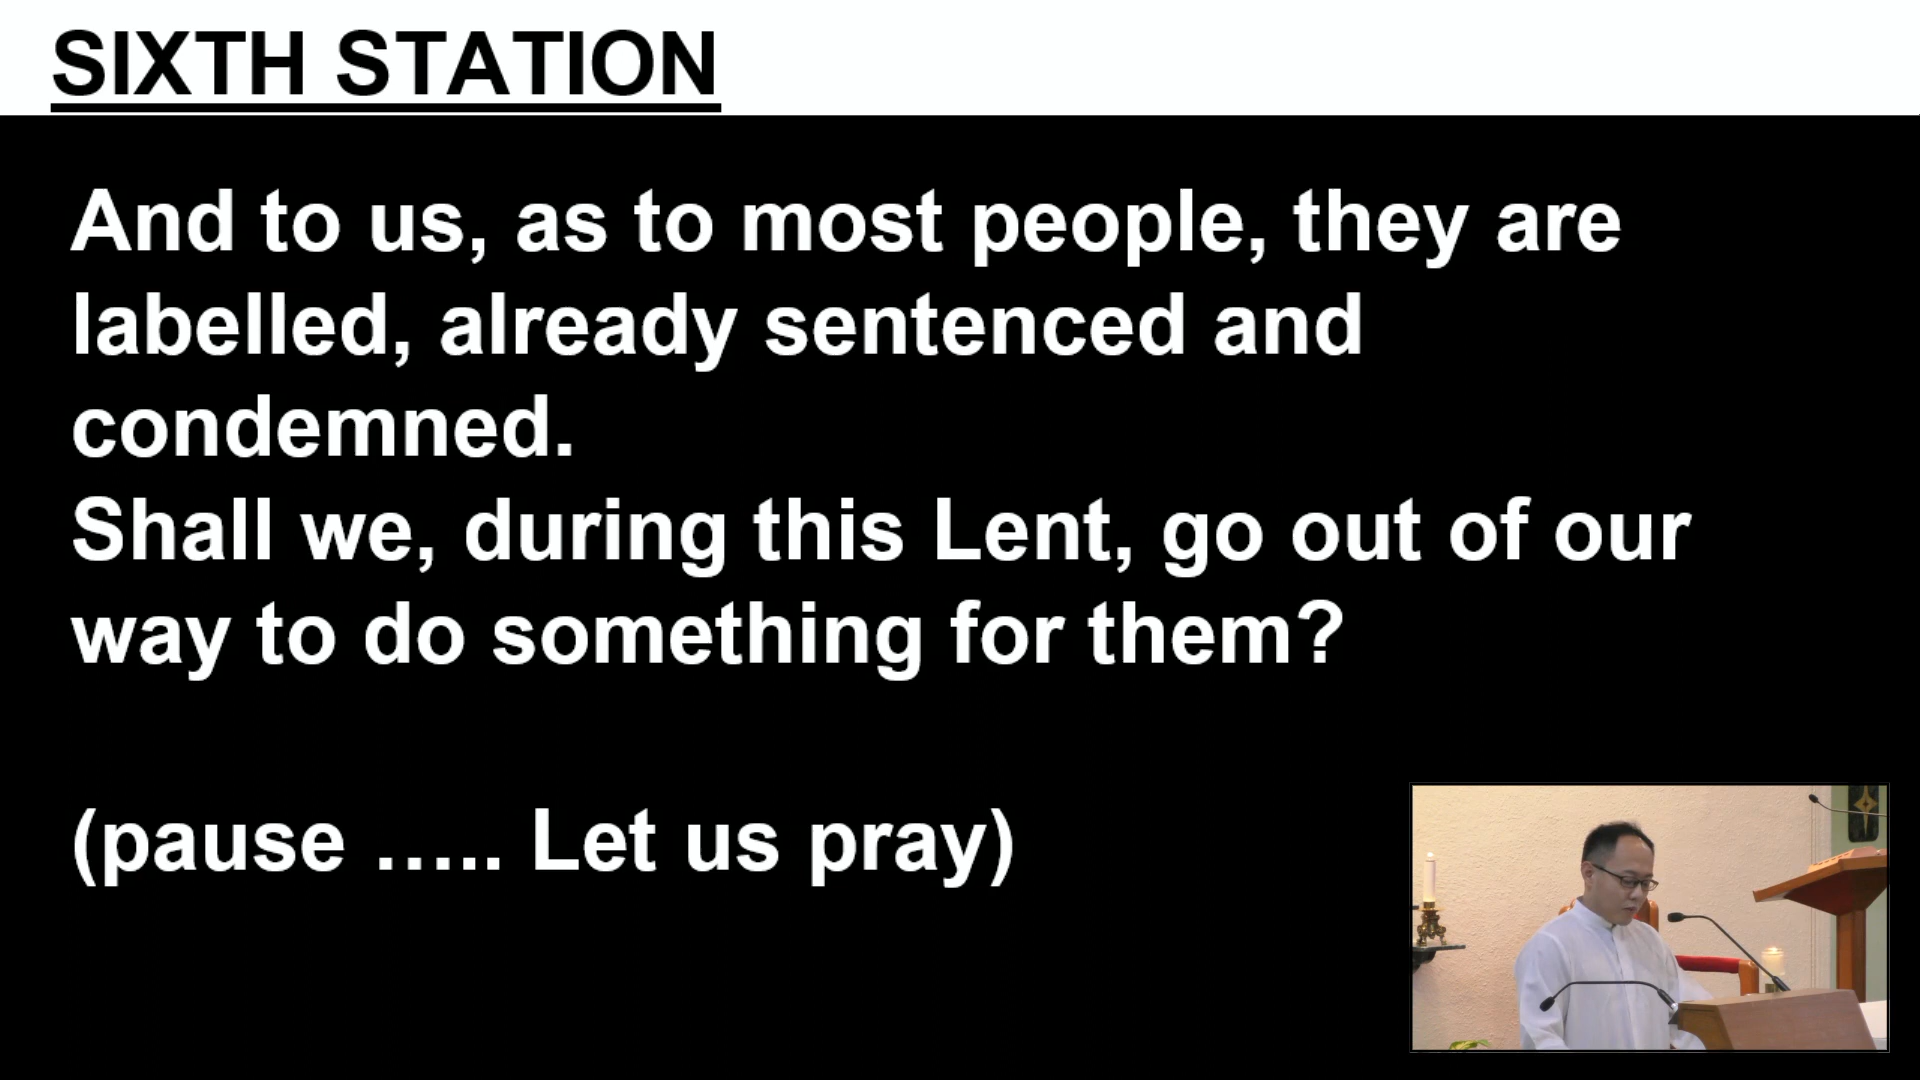 SIXTH STATION
And to us, as to most people, they are
labelled, already sentenced and
condemned.
Shall we, during this Lent, go out of our
way to do something for them?
(pause ….. Let us pray)